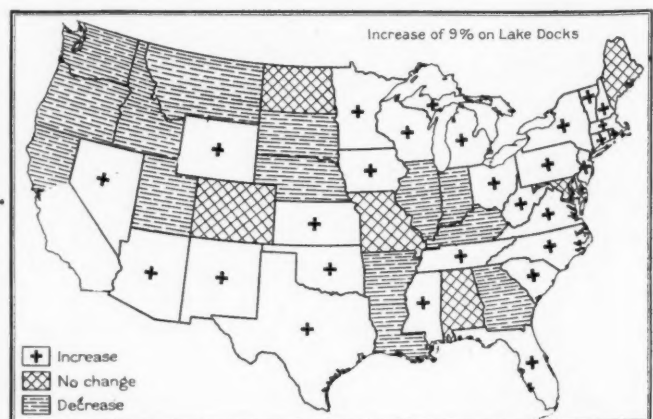 Increase of 9% on Lake Docks
Increase
No change
Decrease